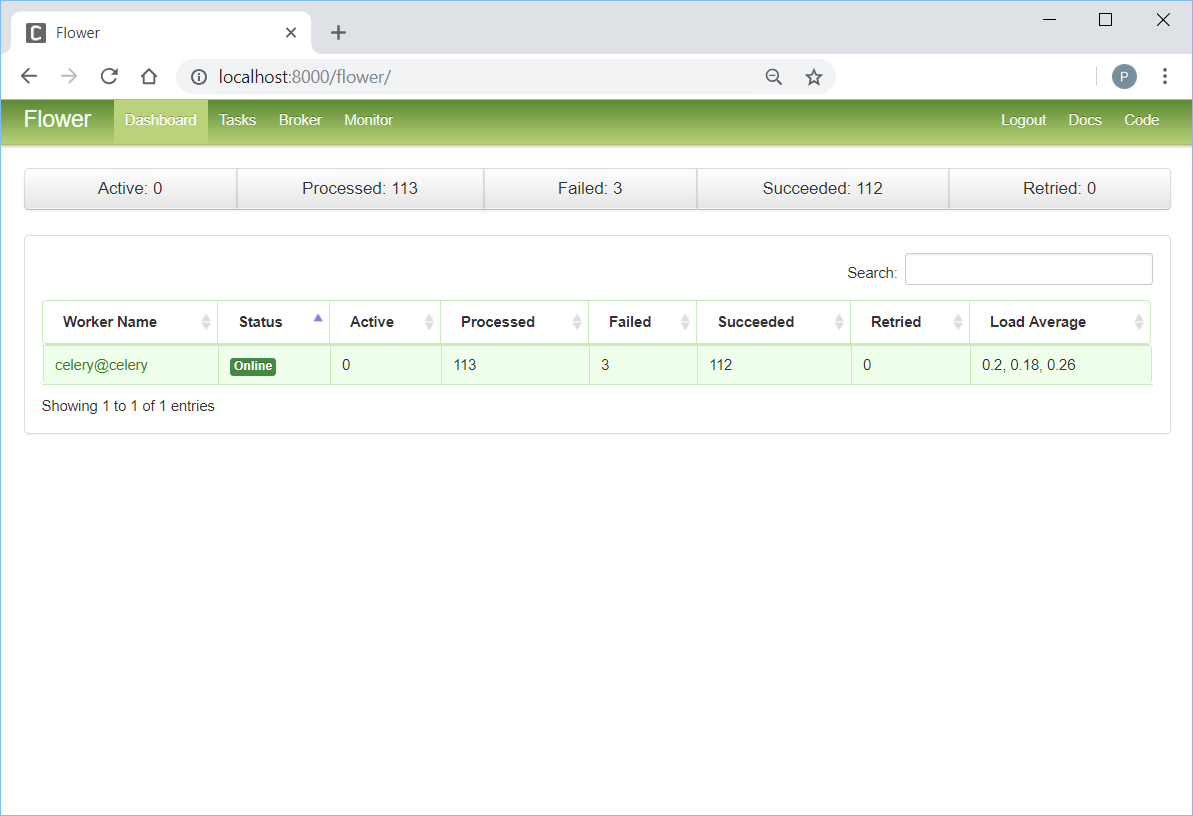 Flower
localhost:8000/flower/
P
Flower Dashboard Tasks Broker Monitor Logout Docs Code
Active: 0 Processed: 113 Failed: 3 Succeeded: 112 Retried: 0
Search:
Worker Name Status Active Processed Failed Succeeded Retried Load Average
celery@celery Online 0 113 3 112 0 0.2, 0.18, 0.26
Showing 1 to 1 of 1 entries